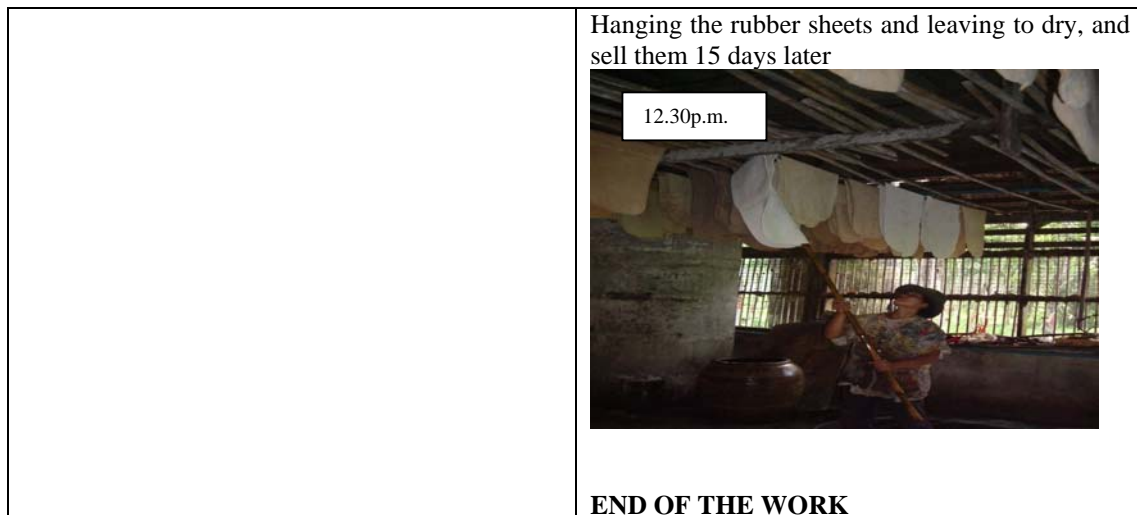 Hanging the rubber sheets and leaving to dry, and
sell them 15 days later
12.30p.m.
END OF THE WORK